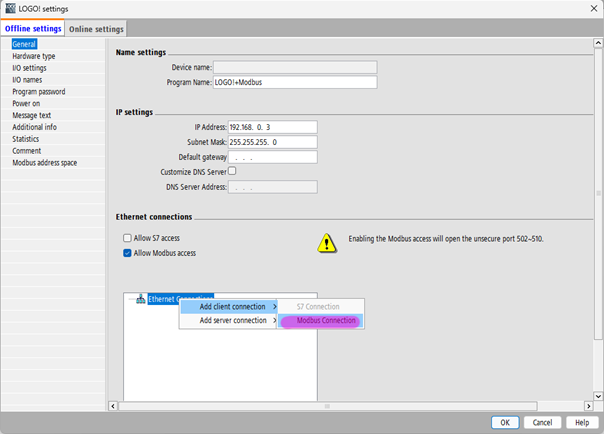 LOGO! settings
Offline settings Online settings
General
Hardware type
I/O settings
I/O names
Program password
Power on
Message text
Additional info
Statistics
Comment
Modbus address space
Name settings
Device name:
Program Name: LOGO!+Modbus
IP settings
IP Address: 192.168. 0. 3
Subnet Mask: 255.255.255. 0
Default gateway . . .
Customize DNS Server
DNS Server Address: . . .
Ethernet connections
Allow S7 access
Allow Modbus access
Enabling the Modbus access will open the unsecure port 502~510.
Ethernet Connections
Add client connection >
Add server connection >
S7 Connection
Modbus Connection
OK Cancel Help